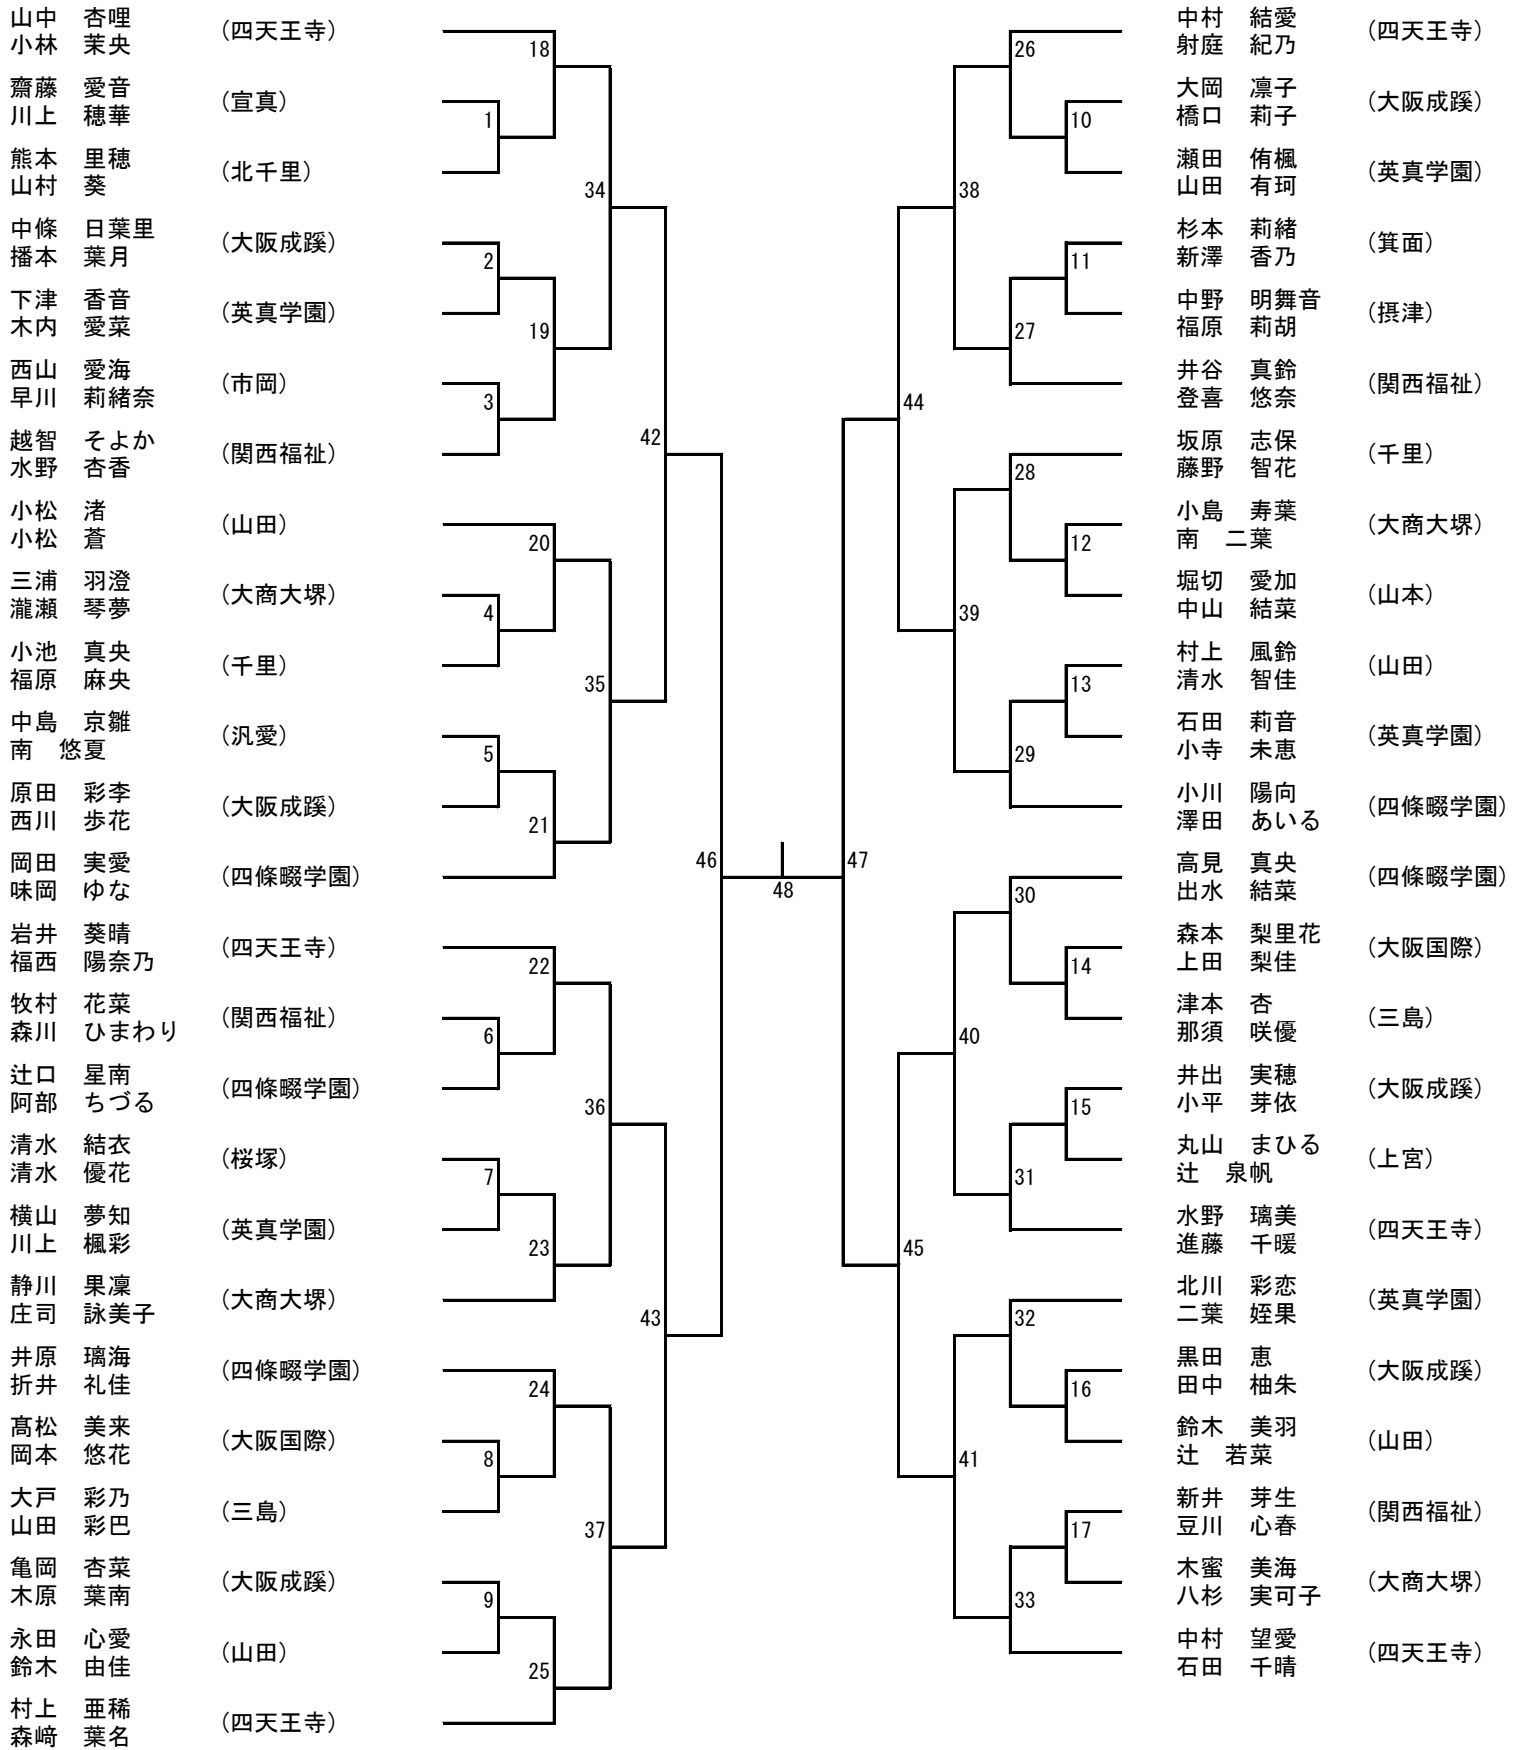 山中　杏哩
小林　茉央
（四天王寺）
18
齋藤　愛音
川上　穂華
（宣真）
1
熊本　里穂
山村　葵
（北千里）
34
中條　日葉里
播本　葉月
（大阪成蹊）
2
下津　香音
木内　愛菜
（英真学園）
19
西山　愛海
早川　莉緒奈
（市岡）
3
越智　そよか
水野　杏香
（関西福祉）
42
小松　渚
小松　蒼
（山田）
20
三浦　羽澄
瀧瀬　琴夢
（大商大堺）
4
小池　真央
福原　麻央
（千里）
35
中島　京雛
南　悠夏
（汎愛）
5
原田　彩李
西川　歩花
（大阪成蹊）
21
岡田　実愛
味岡　ゆな
（四條畷学園）
46
岩井　葵晴
福西　陽奈乃
（四天王寺）
22
牧村　花菜
森川　ひまわり
（関西福祉）
6
辻口　星南
阿部　ちづる
（四條畷学園）
36
清水　結衣
清水　優花
（桜塚）
7
横山　夢知
川上　楓彩
（英真学園）
23
静川　果凜
庄司　詠美子
（大商大堺）
43
井原　璃海
折井　礼佳
（四條畷学園）
24
髙松　美来
岡本　悠花
（大阪国際）
8
大戸　彩乃
山田　彩巴
（三島）
37
亀岡　杏菜
木原　葉南
（大阪成蹊）
9
永田　心愛
鈴木　由佳
（山田）
25
村上　亜稀
森﨑　葉名
（四天王寺）
48
中村　結愛
射庭　紀乃
（四天王寺）
26
大岡　凛子
橋口　莉子
（大阪成蹊）
10
瀬田　侑楓
山田　有珂
（英真学園）
38
杉本　莉緒
新澤　香乃
（箕面）
11
中野　明舞音
福原　莉胡
（摂津）
27
井谷　真鈴
登喜　悠奈
（関西福祉）
44
坂原　志保
藤野　智花
（千里）
28
小島　寿葉
南　二葉
（大商大堺）
12
堀切　愛加
中山　結菜
（山本）
39
村上　風鈴
清水　智佳
（山田）
13
石田　莉音
小寺　未恵
（英真学園）
29
小川　陽向
澤田　あいる
（四條畷学園）
47
高見　真央
出水　結菜
（四條畷学園）
30
森本　梨里花
上田　梨佳
（大阪国際）
14
津本　杏
那須　咲優
（三島）
40
井出　実穂
小平　芽依
（大阪成蹊）
15
丸山　まひる
辻　泉帆
（上宮）
31
水野　璃美
進藤　千暖
（四天王寺）
45
北川　彩恋
二葉　姪果
（英真学園）
32
黒田　恵
田中　柚朱
（大阪成蹊）
16
鈴木　美羽
辻　若菜
（山田）
41
新井　芽生
豆川　心春
（関西福祉）
17
木蜜　美海
八杉　実可子
（大商大堺）
33
中村　望愛
石田　千晴
（四天王寺）